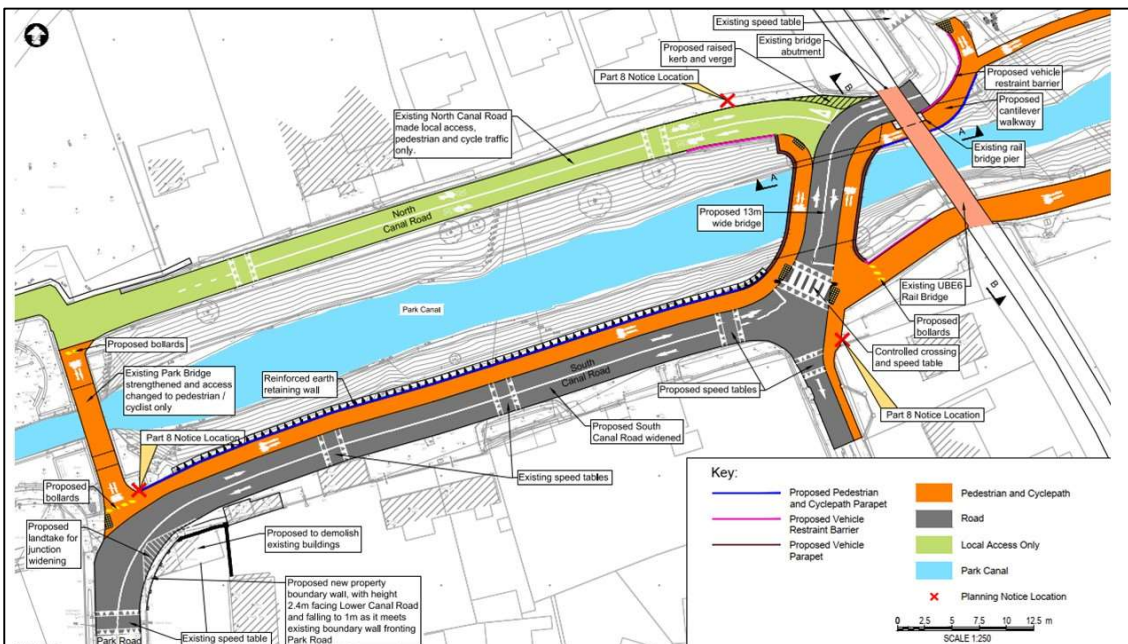 Existing speed table
Existing bridge
abutment
Proposed raised
kerb and verge
Part 8 Notice Location
B
Proposed vehicle
restraint barrier
Proposed
cantilever
walkway
A
Existing North Canal Road
made local access,
pedestrian and cycle traffic
only.
Existing rail
bridge pier
A
North
Canal Road
Proposed 13m
wide bridge
Existing UBE6
Rail Bridge
B
Park Canal
Proposed bollards
Proposed
bollards
Existing Park Bridge
strengthened and access
changed to pedestrian /
cyclist only
Reinforced earth
retaining wall
South
Canal Road
Controlled crossing
and speed table
Proposed speed tables
Part 8 Notice Location
Part 8 Notice Location
Proposed South
Canal Road widened
Existing speed tables
Proposed
bollards
Proposed
landtake for
junction
widening
Proposed to demolish
existing buildings
Proposed new property
boundary wall, with height
2.4m facing Lower Canal Road
and falling to 1m as it meets
existing boundary wall fronting
Park Road
Existing speed table
Park Road
Key:
Proposed Pedestrian
and Cyclepath Parapet
Proposed Vehicle
Restraint Barrier
Proposed Vehicle
Parapet
Pedestrian and Cyclepath
Road
Local Access Only
Park Canal
Planning Notice Location
0 2.5 5 7.5 10 12.5 m
SCALE 1:250